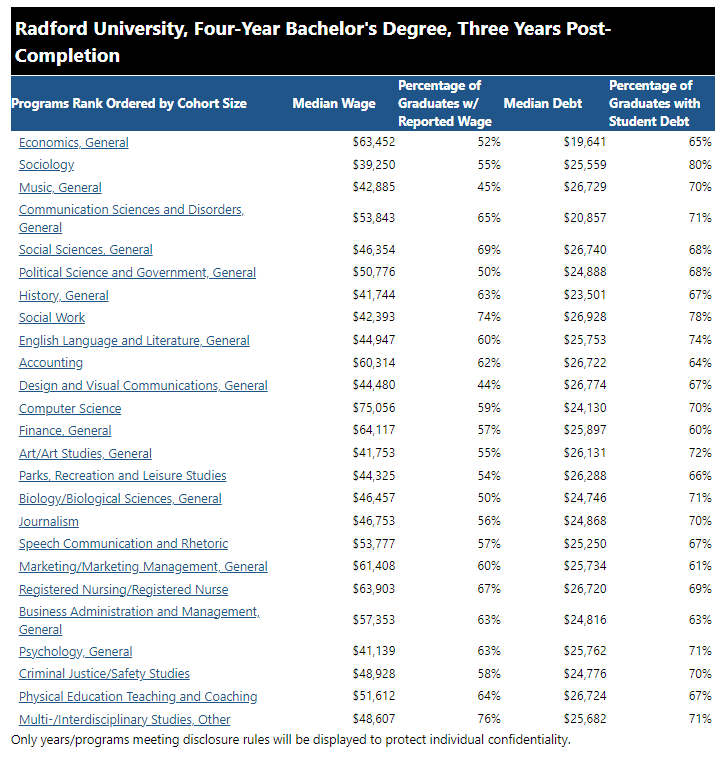 Radford University, Four-Year Bachelor's Degree, Three Years Post-
Completion
Programs Rank Ordered by Cohort Size Median Wage Percentage of Graduates w/ Reported Wage Median Debt Percentage of Graduates with Student Debt
Economics, General $63,452 52% $19,641 65%
Sociology $39,250 55% $25,559 80%
Music, General $42,885 45% $26,729 70%
Communication Sciences and Disorders,
General $53,843 65% $20,857 71%
Social Sciences, General $46,354 69% $26,740 68%
Political Science and Government, General $50,776 50% $24,888 68%
History, General $41,744 63% $23,501 67%
Social Work $42,393 74% $26,928 78%
English Language and Literature, General $44,947 60% $25,753 74%
Accounting $60,314 62% $26,722 64%
Design and Visual Communications, General $44,480 44% $26,774 67%
Computer Science $75,056 59% $24,130 70%
Finance, General $64,117 57% $25,897 60%
Art/Art Studies, General $41,753 55% $26,131 72%
Parks, Recreation and Leisure Studies $44,325 54% $26,288 66%
Biology/Biological Sciences, General $46,457 50% $24,746 71%
Journalism $46,753 56% $24,868 70%
Speech Communication and Rhetoric $53,777 57% $25,250 67%
Marketing/Marketing Management, General $61,408 60% $25,734 61%
Registered Nursing/Registered Nurse $63,903 67% $26,720 69%
Business Administration and Management,
General $57,353 63% $24,816 63%
Psychology, General $41,139 63% $25,762 71%
Criminal Justice/Safety Studies $48,928 58% $24,776 70%
Physical Education Teaching and Coaching $51,612 64% $26,724 67%
Multi-/Interdisciplinary Studies, Other $48,607 76% $25,682 71%
Only years/programs meeting disclosure rules will be displayed to protect individual confidentiality.